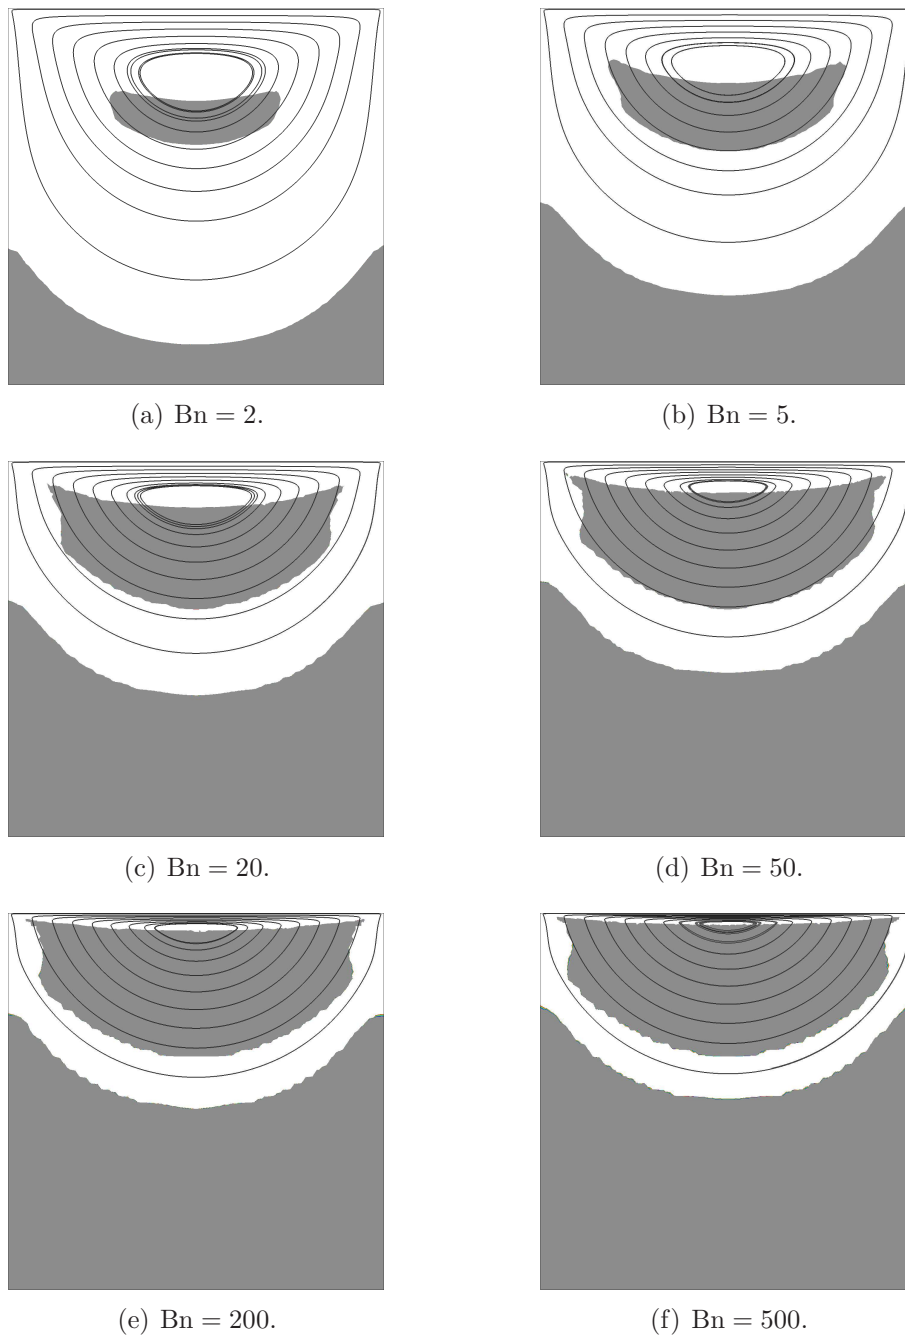 (a) Bn = 2.
(b) Bn = 5.
(c) Bn = 20.
(d) Bn = 50.
(e) Bn = 200.
(f) Bn = 500.